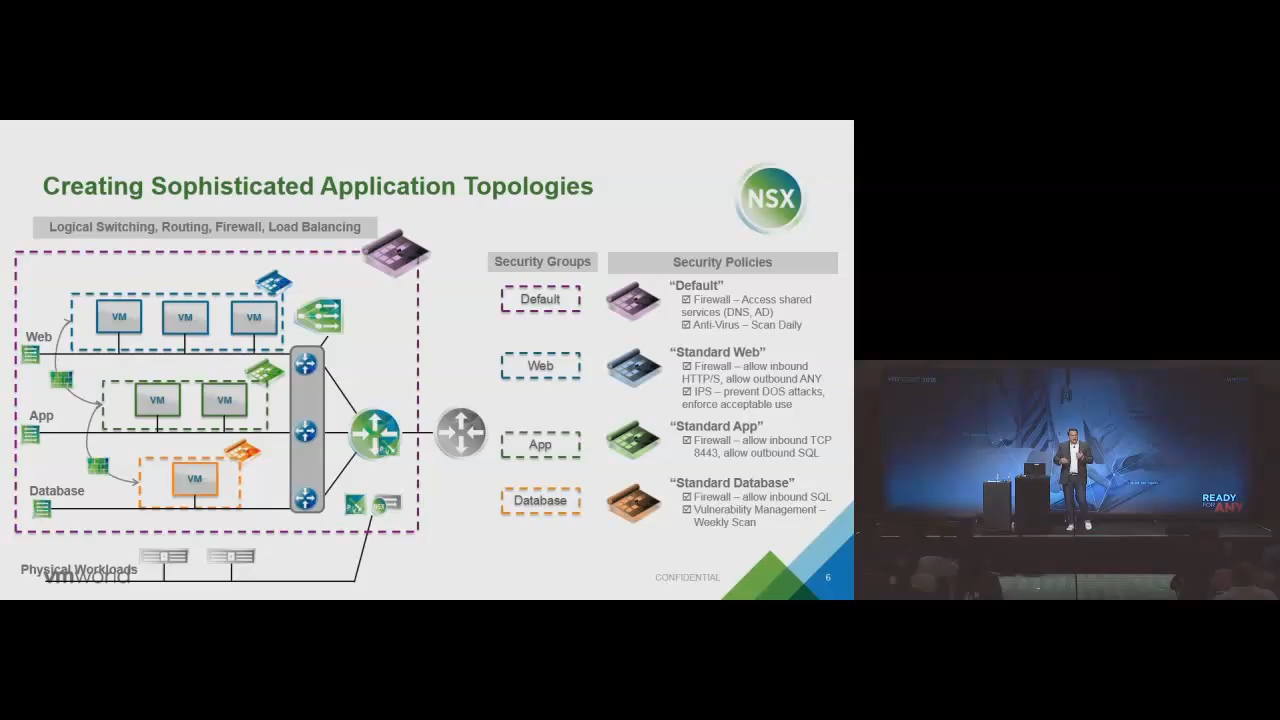 Creating Sophisticated Application Topologies
NSX
Logical Switching, Routing, Firewall, Load Balancing
Security Groups
Security Policies
Default
"Default"
☑ Firewall – Access shared
services (DNS, AD)
☑ Anti-Virus – Scan Daily
Web
"Standard Web"
☑ Firewall – allow inbound
HTTP/S, allow outbound ANY
☑ IPS – prevent DOS attacks,
enforce acceptable use
App
"Standard App"
☑ Firewall – allow inbound TCP
8443, allow outbound SQL
Database
"Standard Database"
☑ Firewall – allow inbound SQL
☑ Vulnerability Management –
Weekly Scan
VM
VM
VM
Web
VM
VM
App
VM
Database
NSX
Physical Workloads
vmworld
CONFIDENTIAL
6
READY
FOR ANY